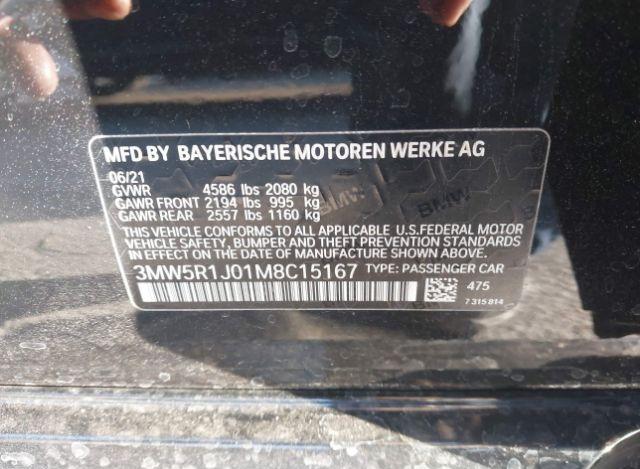 MFD BY BAYERISCHE MOTOREN WERKE AG
06/21
GVWR 4586 lbs 2080 kg
GAWR FRONT 2194 lbs 995 kg
GAWR REAR 2557 lbs 1160 kg
THIS VEHICLE CONFORMS TO ALL APPLICABLE U.S.FEDERAL MOTOR
VEHICLE SAFETY, BUMPER AND THEFT PREVENTION STANDARDS
IN EFFECT ON THE DATE OF MANUFACTURE SHOWN ABOVE.
3MW5R1J01M8C15167 TYPE: PASSENGER CAR
475
7 315 814
BMW
BMW